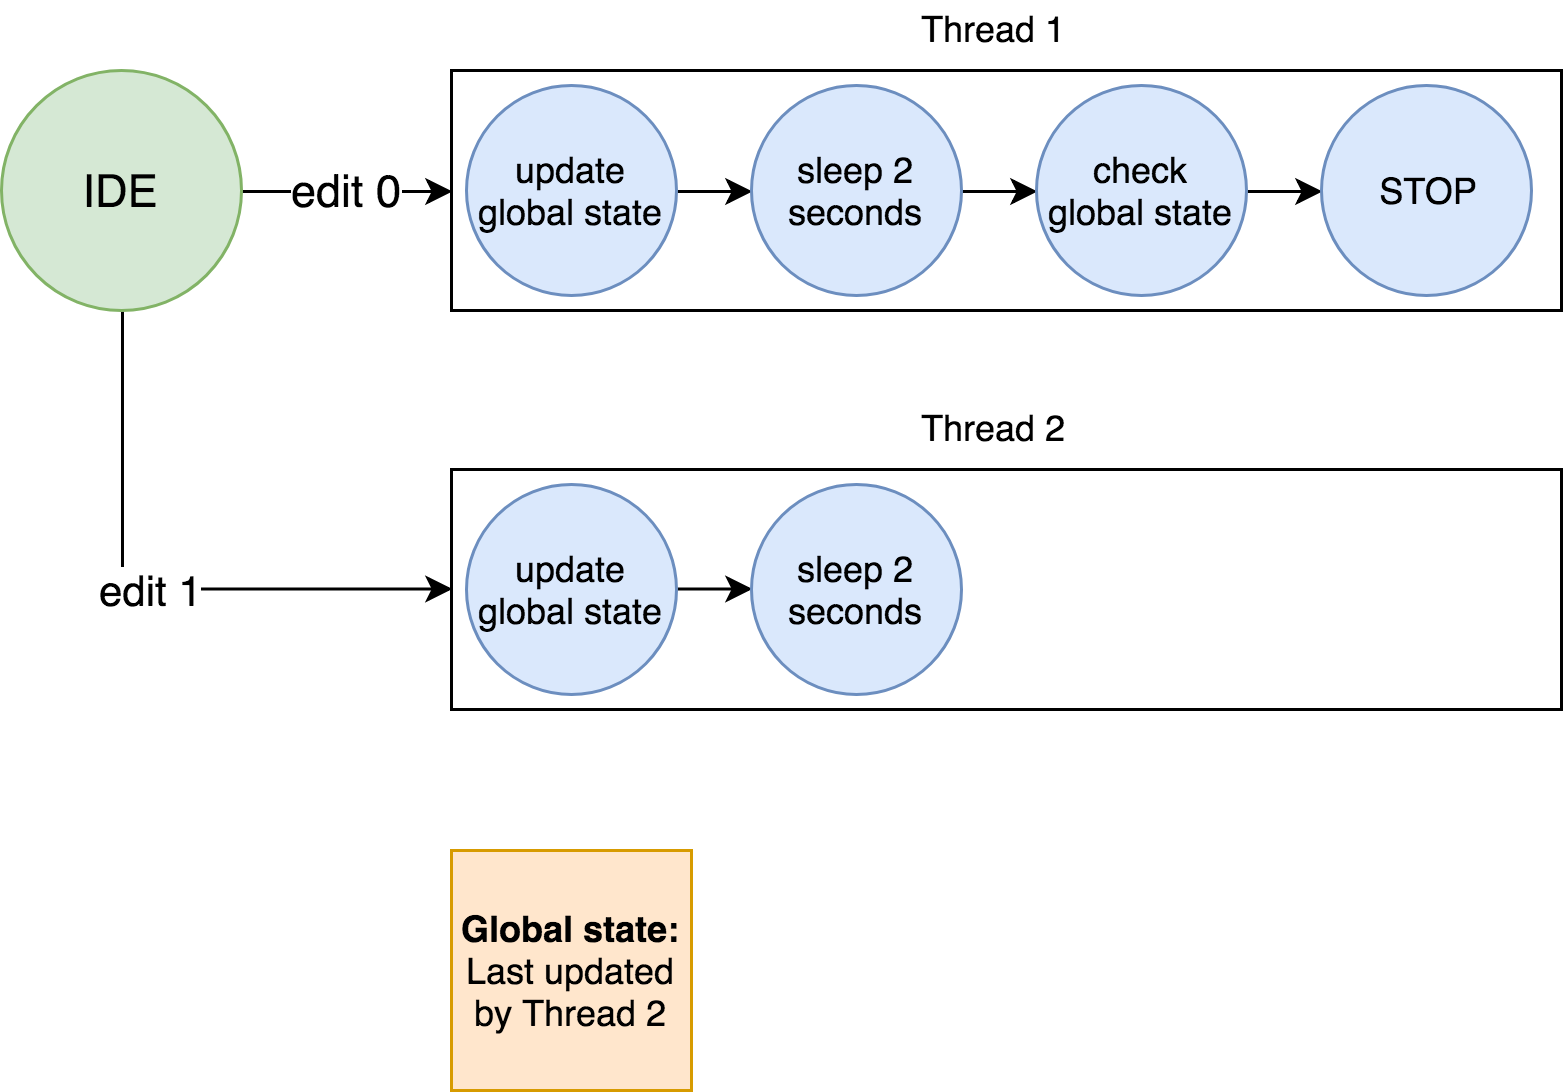 Thread 1
IDE
edit 0
update
global state
sleep 2
seconds
check
global state
STOP
Thread 2
edit 1
update
global state
sleep 2
seconds
Global state:
Last updated
by Thread 2